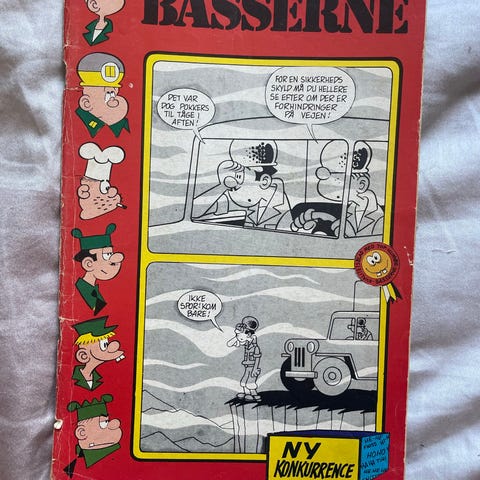 BASSERNE
DET VAR
DOG POKKERS
TIL TÅGE I
AFTEN!
FOR EN SIKKERHEDS
SKYLD MÅ DU HELLERE
SE EFTER OM DER ER
FORHINDRINGER
PÅ VEJEN!
IKKE
SPOR! KOM
BARE!
NY
KONKURRENCE